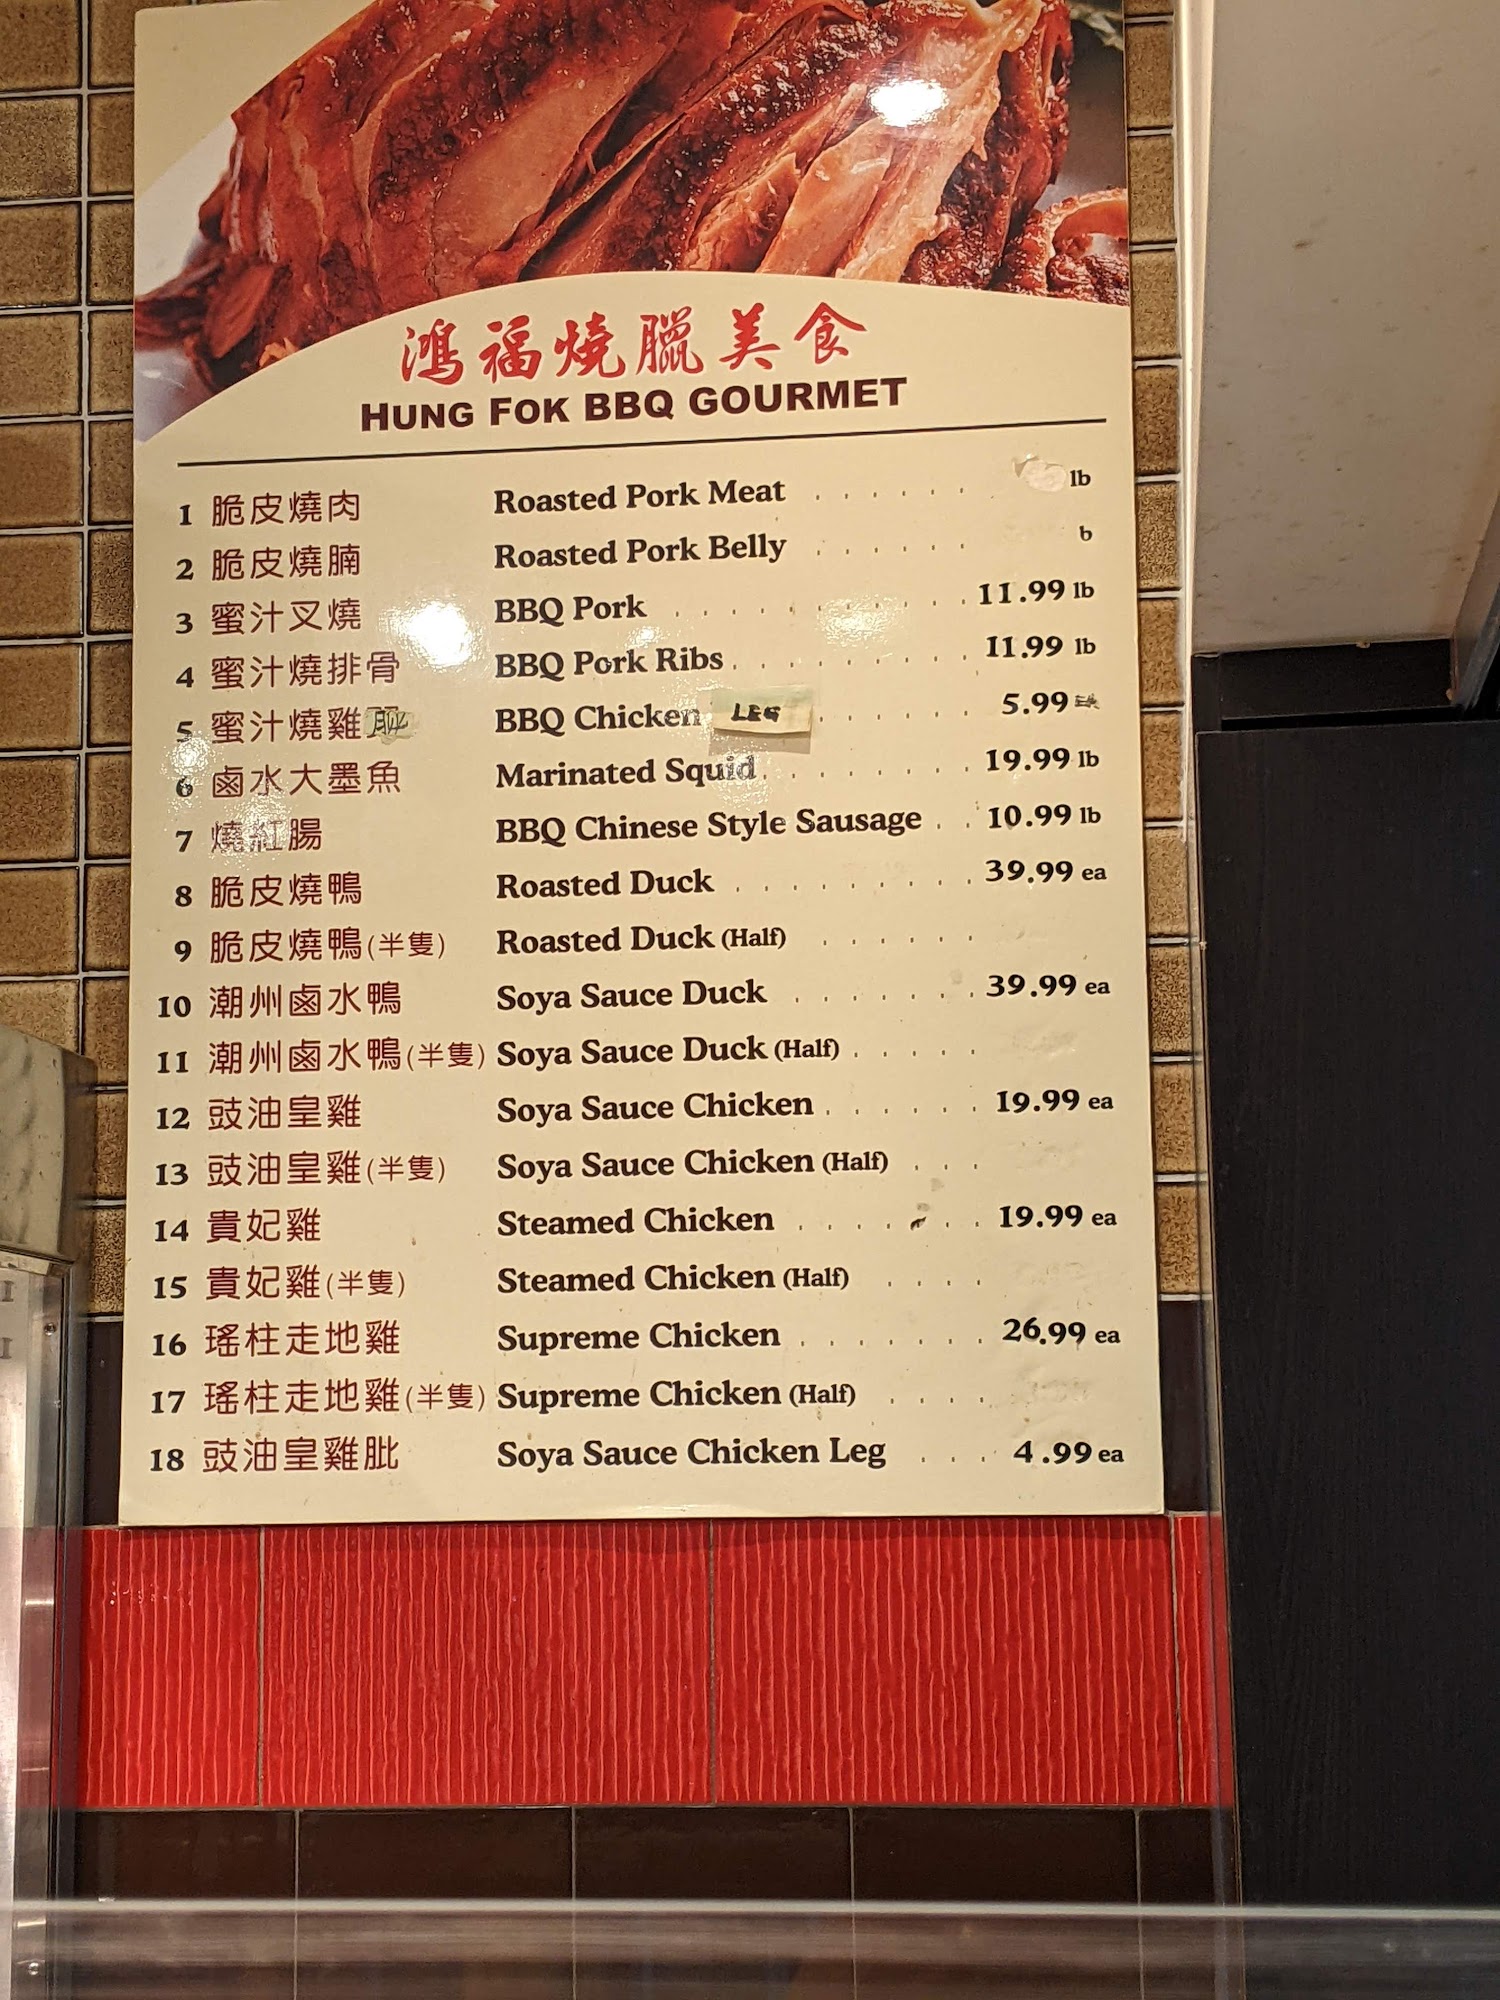 鴻福燒臘美食
HUNG FOK BBQ GOURMET
1 脆皮燒肉 Roasted Pork Meat . . . . . . lb
2 脆皮燒腩 Roasted Pork Belly . . . . . . b
3 蜜汁叉燒 BBQ Pork . . . . . . . . . . . 11.99 lb
4 蜜汁燒排骨 BBQ Pork Ribs . . . . . . . . . 11.99 lb
5 蜜汁燒雞 BBQ Chicken LEG . . . . . . 5.99
6 鹵水大墨魚 Marinated Squid . . . . . . . . 19.99 lb
7 燒紅腸 BBQ Chinese Style Sausage . . 10.99 lb
8 脆皮燒鴨 Roasted Duck . . . . . . . . . 39.99 ea
9 脆皮燒鴨(半隻) Roasted Duck (Half) . . . . . .
10 潮州鹵水鴨 Soya Sauce Duck . . . . . . . 39.99 ea
11 潮州鹵水鴨(半隻) Soya Sauce Duck (Half) . . . . .
12 豉油皇雞 Soya Sauce Chicken . . . . . . 19.99 ea
13 豉油皇雞(半隻) Soya Sauce Chicken (Half) . . .
14 貴妃雞 Steamed Chicken . . . . . . . 19.99 ea
15 貴妃雞(半隻) Steamed Chicken (Half) . . . .
16 瑤柱走地雞 Supreme Chicken . . . . . . . 26.99 ea
17 瑤柱走地雞(半隻) Supreme Chicken (Half) . . . .
18 豉油皇雞肶 Soya Sauce Chicken Leg . . . 4.99 ea